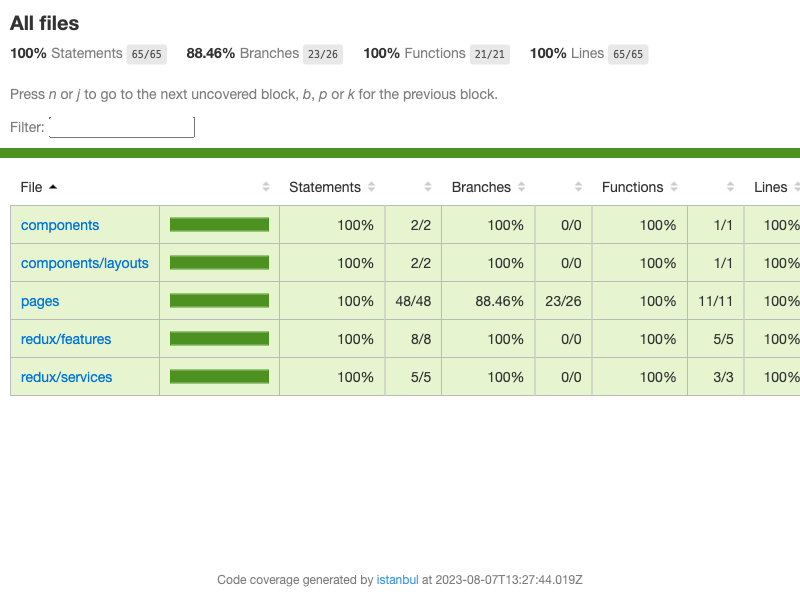 All files
100% Statements 65/65 88.46% Branches 23/26 100% Functions 21/21 100% Lines 65/65
Press n or j to go to the next uncovered block, b, p or k for the previous block.
Filter:
File Statements Branches Functions Lines
components 100% 2/2 100% 0/0 100% 1/1 100%
components/layouts 100% 2/2 100% 0/0 100% 1/1 100%
pages 100% 48/48 88.46% 23/26 100% 11/11 100%
redux/features 100% 8/8 100% 0/0 100% 5/5 100%
redux/services 100% 5/5 100% 0/0 100% 3/3 100%
Code coverage generated by istanbul at 2023-08-07T13:27:44.019Z